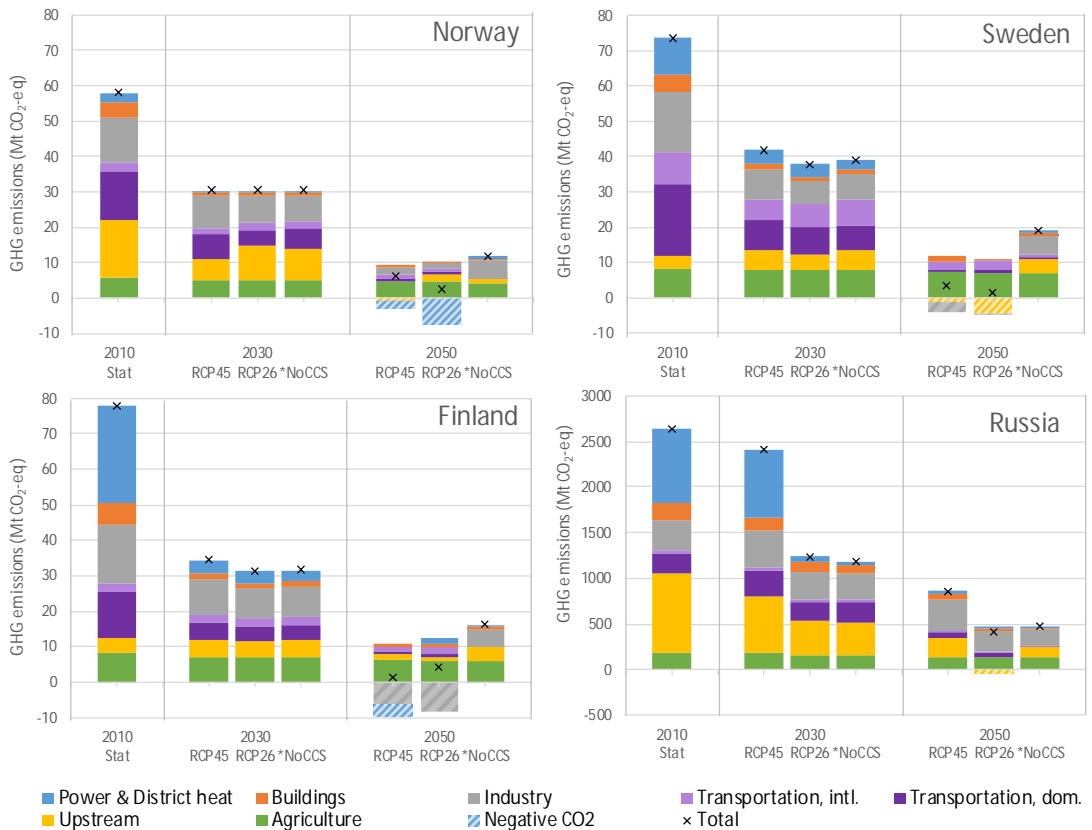 Norway
GHG emissions (Mt CO₂-eq)
80
70
60
50
40
30
20
10
0
-10
2010
Stat
2030
RCP45 RCP26 *NoCCS
2050
RCP45 RCP26 *NoCCS
Sweden
GHG emissions (Mt CO₂-eq)
80
70
60
50
40
30
20
10
0
-10
2010
Stat
2030
RCP45 RCP26 *NoCCS
2050
RCP45 RCP26 *NoCCS
Finland
GHG emissions (Mt CO₂-eq)
80
70
60
50
40
30
20
10
0
-10
2010
Stat
2030
RCP45 RCP26 *NoCCS
2050
RCP45 RCP26 *NoCCS
Russia
GHG emissions (Mt CO₂-eq)
3000
2500
2000
1500
1000
500
0
-500
2010
Stat
2030
RCP45 RCP26 *NoCCS
2050
RCP45 RCP26 *NoCCS
Power & District heat Buildings Industry Transportation, intl. Transportation, dom.
Upstream Agriculture Negative CO2 × Total